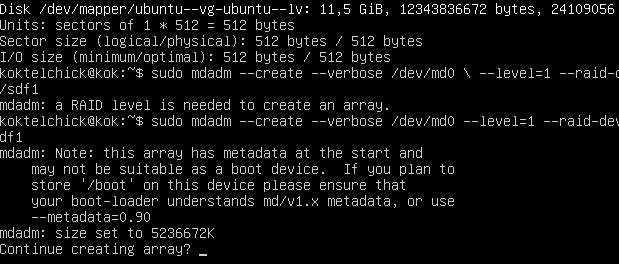 Disk /dev/mapper/ubuntu--vg-ubuntu--lv: 11,5 GiB, 12343836672 bytes, 24109056
Units: sectors of 1 * 512 = 512 bytes
Sector size (logical/physical): 512 bytes / 512 bytes
I/O size (minimum/optimal): 512 bytes / 512 bytes
koktelchick@kok:~$ sudo mdadm --create --verbose /dev/md0 \ --level=1 --raid-d
/sdf1
mdadm: a RAID level is needed to create an array.
koktelchick@kok:~$ sudo mdadm --create --verbose /dev/md0 --level=1 --raid-dev
df1
mdadm: Note: this array has metadata at the start and
    may not be suitable as a boot device.  If you plan to
    store '/boot' on this device please ensure that
    your boot-loader understands md/v1.x metadata, or use
    --metadata=0.90
mdadm: size set to 5236672K
Continue creating array? _